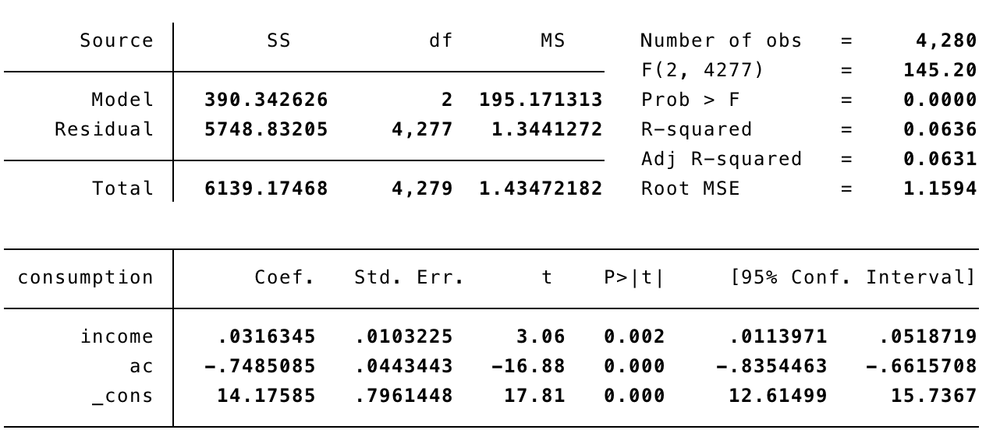 Source SS df MS Number of obs = 4,280
F(2, 4277) = 145.20
Model 390.342626 2 195.171313 Prob > F = 0.0000
Residual 5748.83205 4,277 1.3441272 R-squared = 0.0636
Adj R-squared = 0.0631
Total 6139.17468 4,279 1.43472182 Root MSE = 1.1594
consumption Coef. Std. Err. t P>|t| [95% Conf. Interval]
income .0316345 .0103225 3.06 0.002 .0113971 .0518719
ac -.7485085 .0443443 -16.88 0.000 -.8354463 -.6615708
_cons 14.17585 .7961448 17.81 0.000 12.61499 15.7367